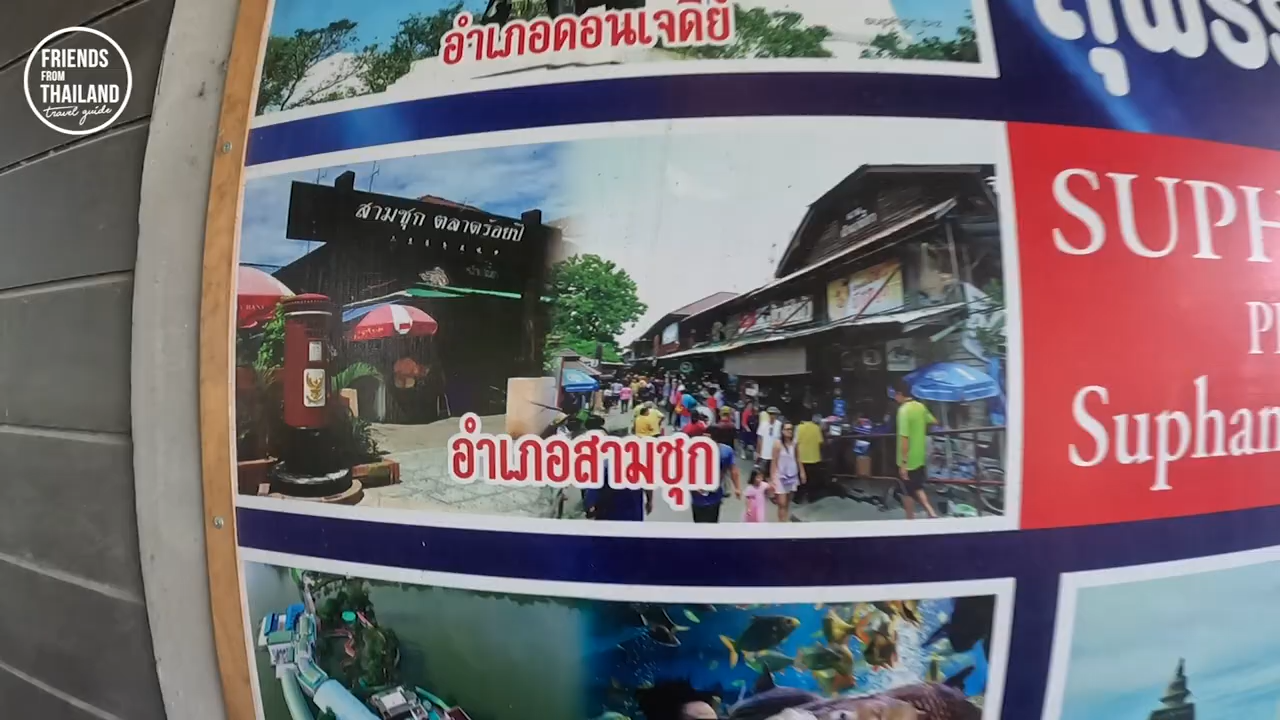 FRIENDS
FROM
THAILAND
travel guide
อำเภอดอนเจดีย์
สามชุก ตลาดร้อยปี
อำเภอสามชุก
SUPH
Suphan